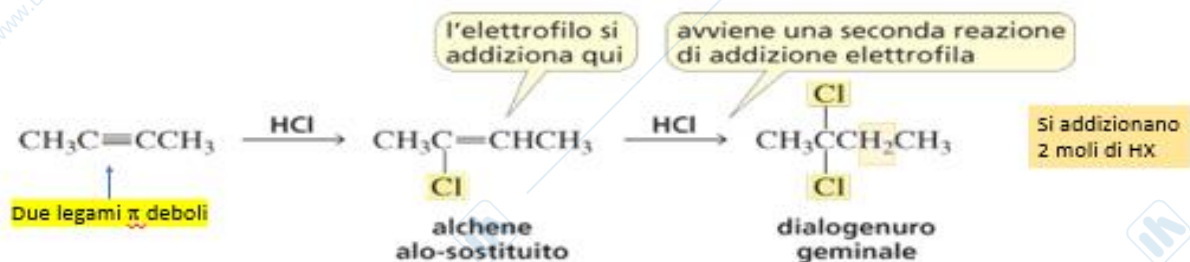 l'elettrofilo si
addiziona qui
avviene una seconda reazione
di addizione elettrofila
Cl
CH₃C≡CCH₃ HCl CH₃C=CHCH₃ HCl CH₃CCH₂CH₃
Cl
Cl
Si addizionano
2 moli di HX
Due legami π deboli
alchene
alo-sostituito
dialogenuro
geminale